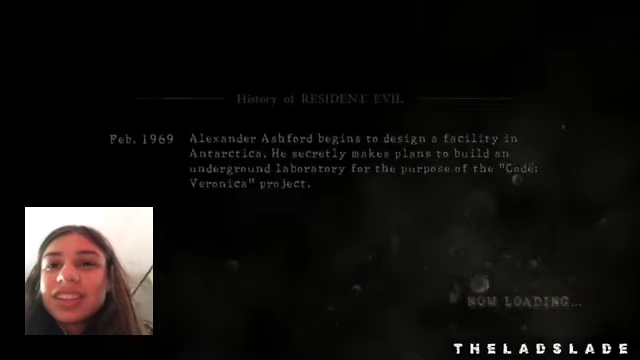 History of RESIDENT EVIL
Feb. 1969 Alexander Ashford begins to design a facility in
Antarctica. He secretly makes plans to build an
underground laboratory for the purpose of the "Code:
Veronica" project.
NOW LOADING...
THELADSLADE